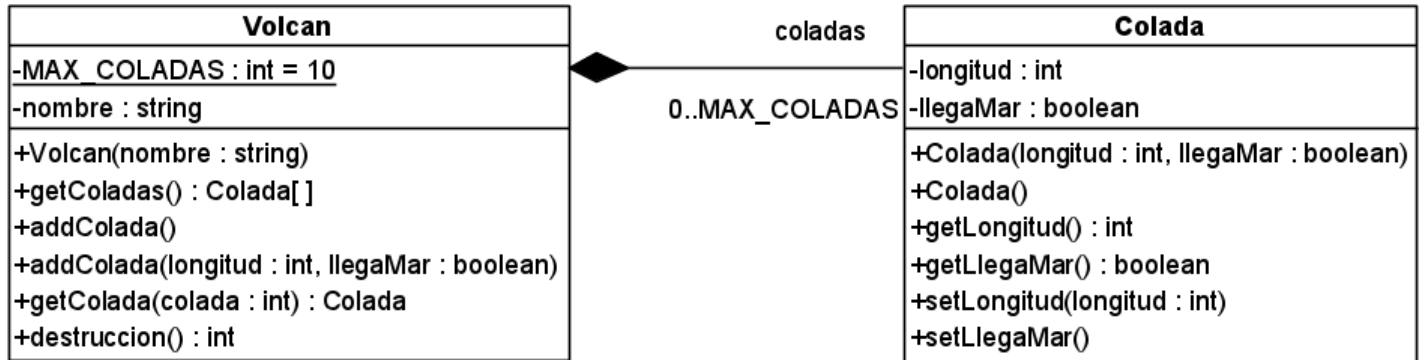 Volcan
-MAX_COLADAS : int = 10
-nombre : string
+Volcan(nombre : string)
+getColadas() : Colada[ ]
+addColada()
+addColada(longitud : int, llegaMar : boolean)
+getColada(colada : int) : Colada
+destruccion() : int
coladas
0..MAX_COLADAS
Colada
-longitud : int
-llegaMar : boolean
+Colada(longitud : int, llegaMar : boolean)
+Colada()
+getLongitud() : int
+getLlegaMar() : boolean
+setLongitud(longitud : int)
+setLlegaMar()